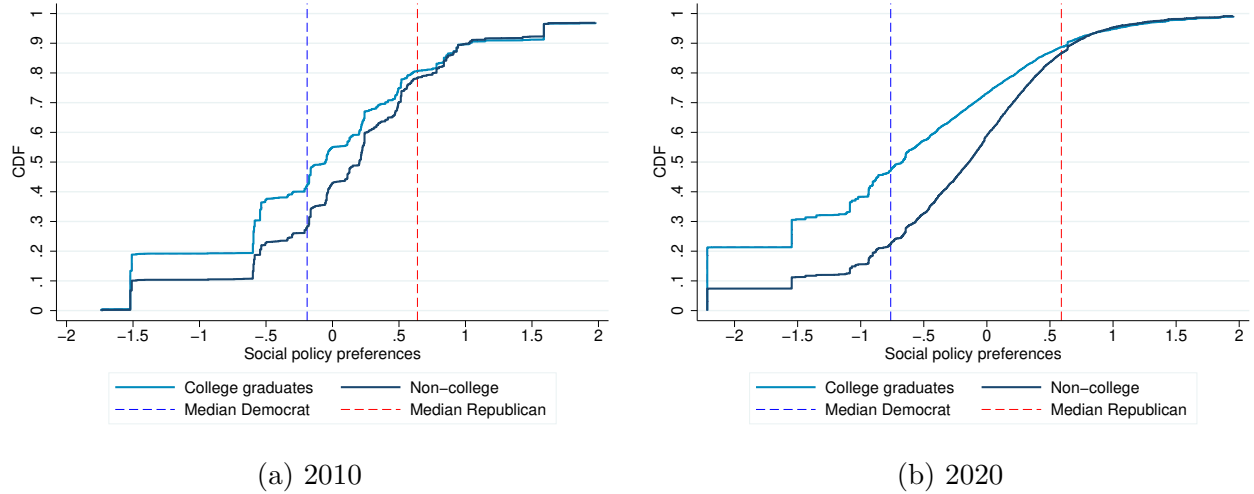 CDF
0 .1 .2 .3 .4 .5 .6 .7 .8 .9 1
−2 −1.5 −1 −.5 0 .5 1 1.5 2
Social policy preferences
College graduates Non−college
Median Democrat Median Republican
(a) 2010
CDF
0 .1 .2 .3 .4 .5 .6 .7 .8 .9 1
−2 −1.5 −1 −.5 0 .5 1 1.5 2
Social policy preferences
College graduates Non−college
Median Democrat Median Republican
(b) 2020